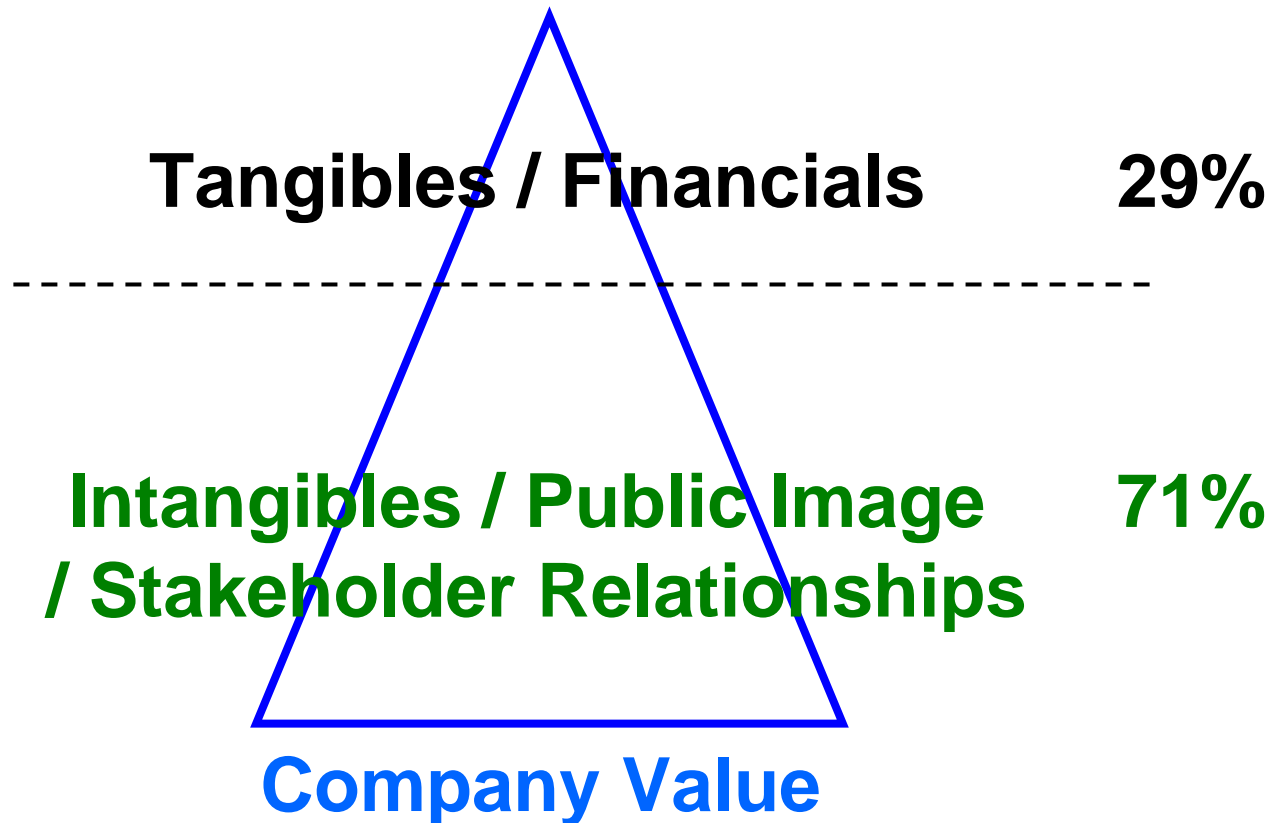 Tangibles / Financials 29%
Intangibles / Public Image 71%
/ Stakeholder Relationships
Company Value